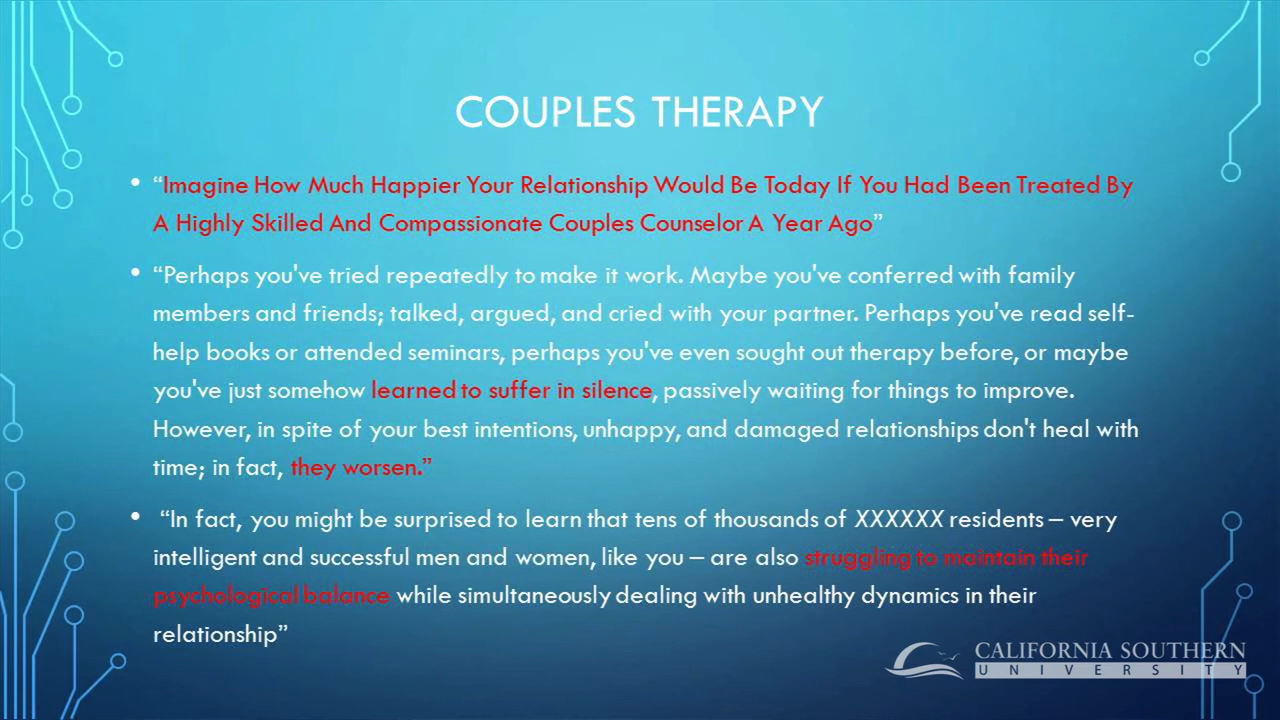 COUPLES THERAPY
• “Imagine How Much Happier Your Relationship Would Be Today If You Had Been Treated By
A Highly Skilled And Compassionate Couples Counselor A Year Ago”
• “Perhaps you've tried repeatedly to make it work. Maybe you've conferred with family
members and friends; talked, argued, and cried with your partner. Perhaps you've read self-
help books or attended seminars, perhaps you've even sought out therapy before, or maybe
you've just somehow learned to suffer in silence, passively waiting for things to improve.
However, in spite of your best intentions, unhappy, and damaged relationships don't heal with
time; in fact, they worsen.”
• “In fact, you might be surprised to learn that tens of thousands of XXXXXX residents – very
intelligent and successful men and women, like you – are also struggling to maintain their
psychological balance while simultaneously dealing with unhealthy dynamics in their
relationship”
CALIFORNIA SOUTHERN
UNIVERSITY